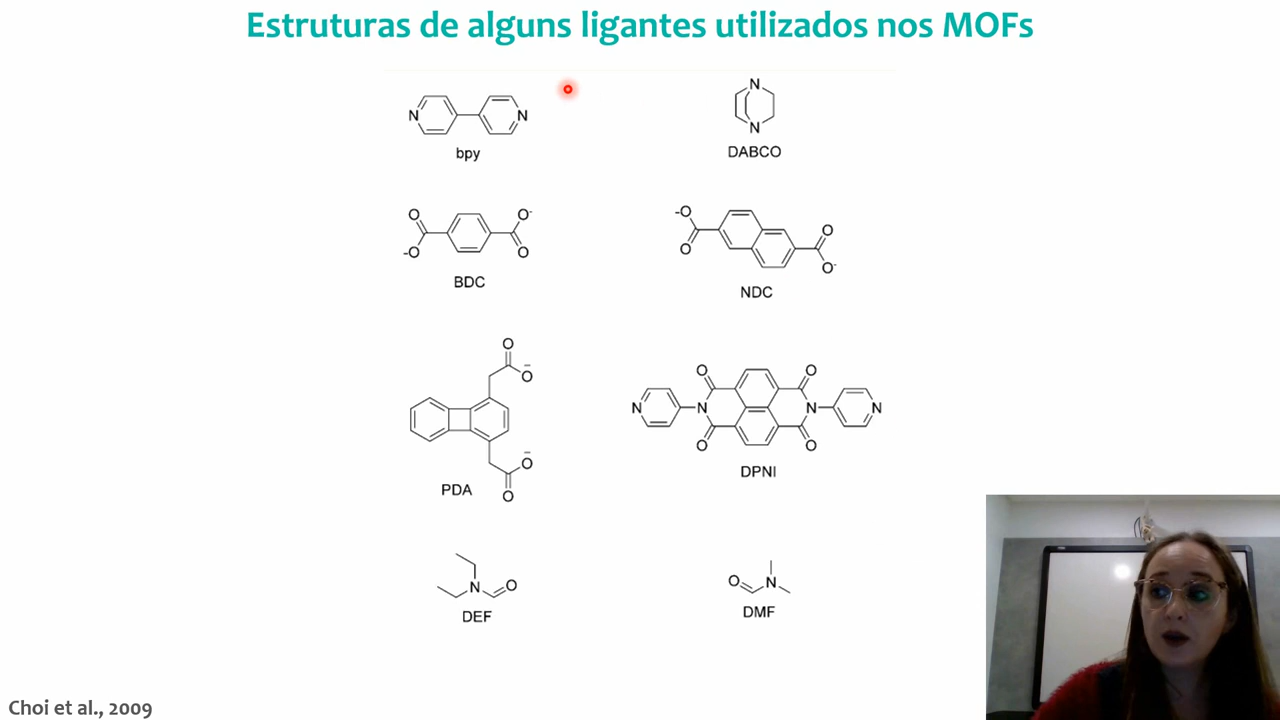 Estruturas de alguns ligantes utilizados nos MOFs
N N
bpy
N
N
DABCO
O O-
-O O
BDC
-O O
O O-
NDC
O
O-
O-
O
PDA
O O
N N N N
O O
DPNI
N O
DEF
O N
DMF
Choi et al., 2009